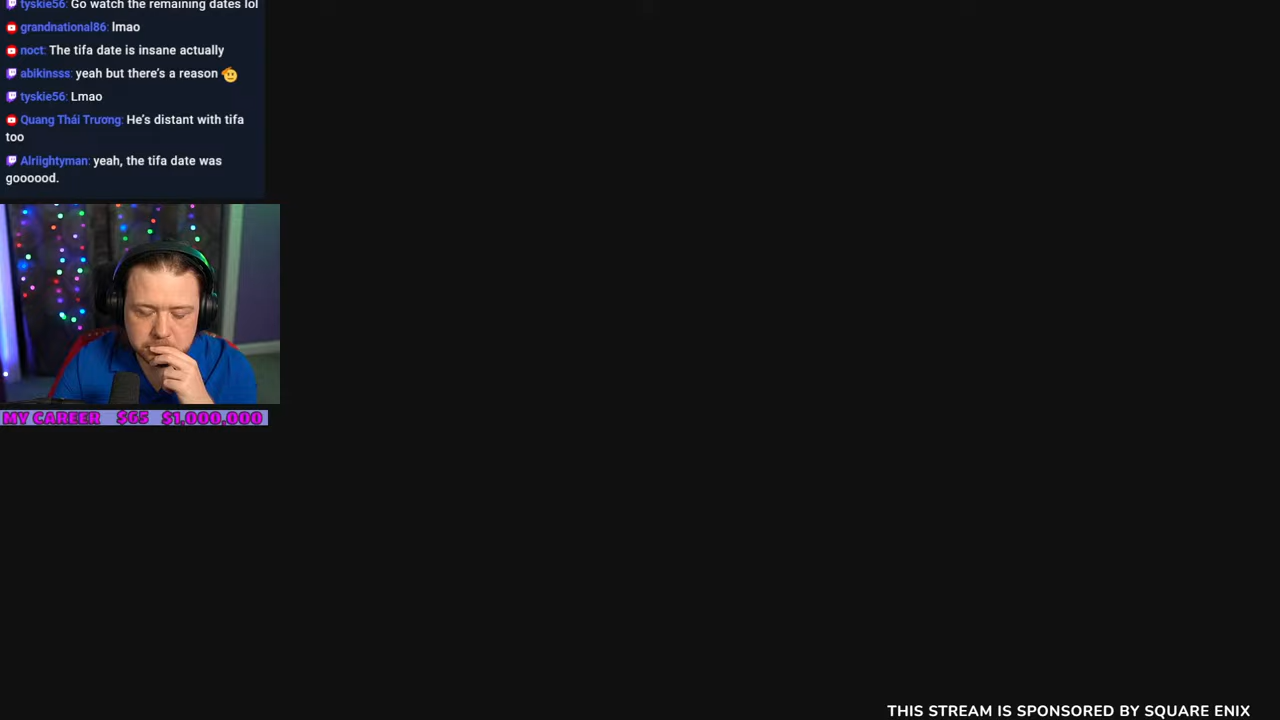 tyskie56: Go watch the remaining dates lol
grandnational86: lmao
noct: The tifa date is insane actually
abikinsss: yeah but there's a reason
tyskie56: Lmao
Quang Thái Trương: He's distant with tifa
too
Alriightyman: yeah, the tifa date was
goooood.
MY CAREER $65 $1,000,000
THIS STREAM IS SPONSORED BY SQUARE ENIX